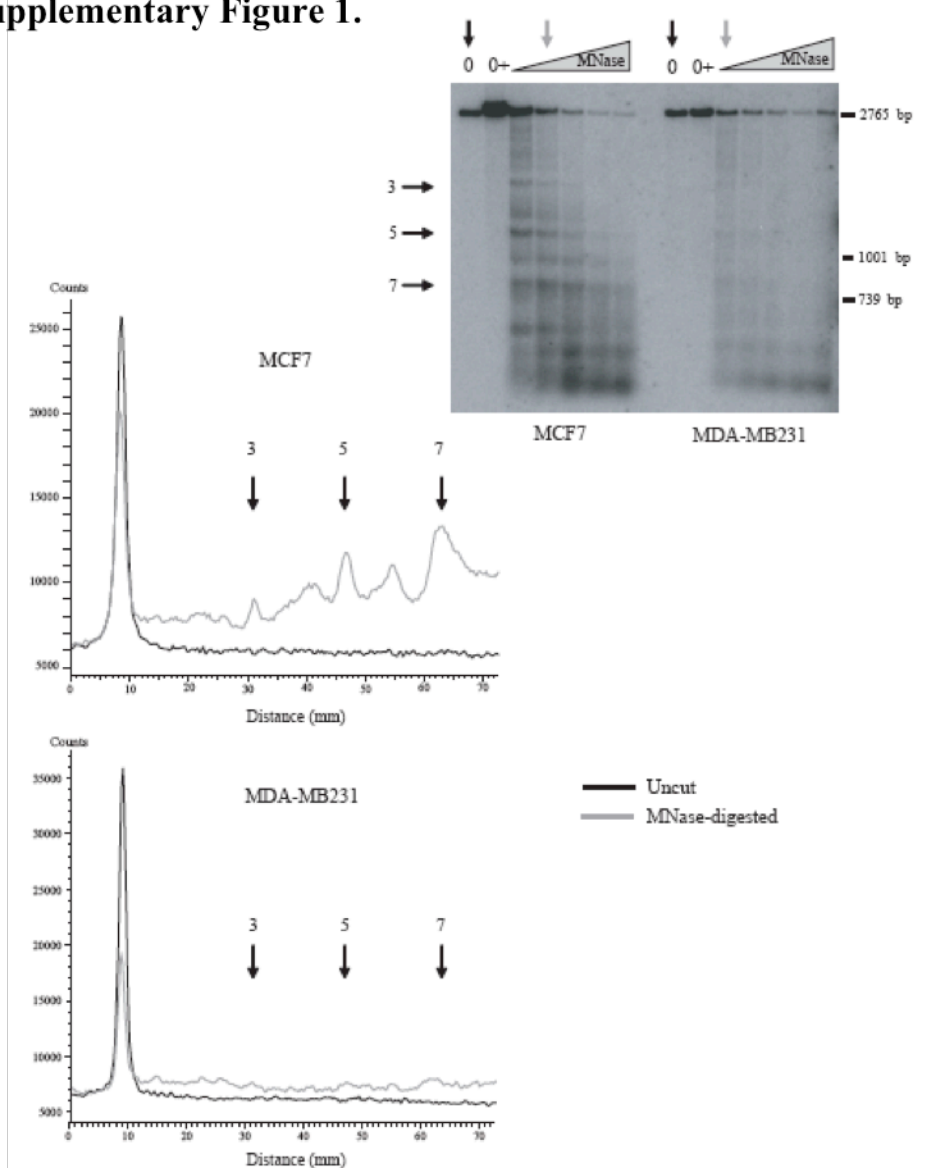 upplementary Figure 1.
0 0+ MNase 0 0+ MNase
2765 bp
3
5
1001 bp
7
739 bp
MCF7 MDA-MB231
Counts
25000
20000
15000
10000
5000
MCF7
3 5 7
0 10 20 30 40 50 60 70
Distance (mm)
Counts
35000
30000
25000
20000
15000
10000
5000
MDA-MB231
3 5 7
0 10 20 30 40 50 60 70
Distance (mm)
Uncut
MNase-digested